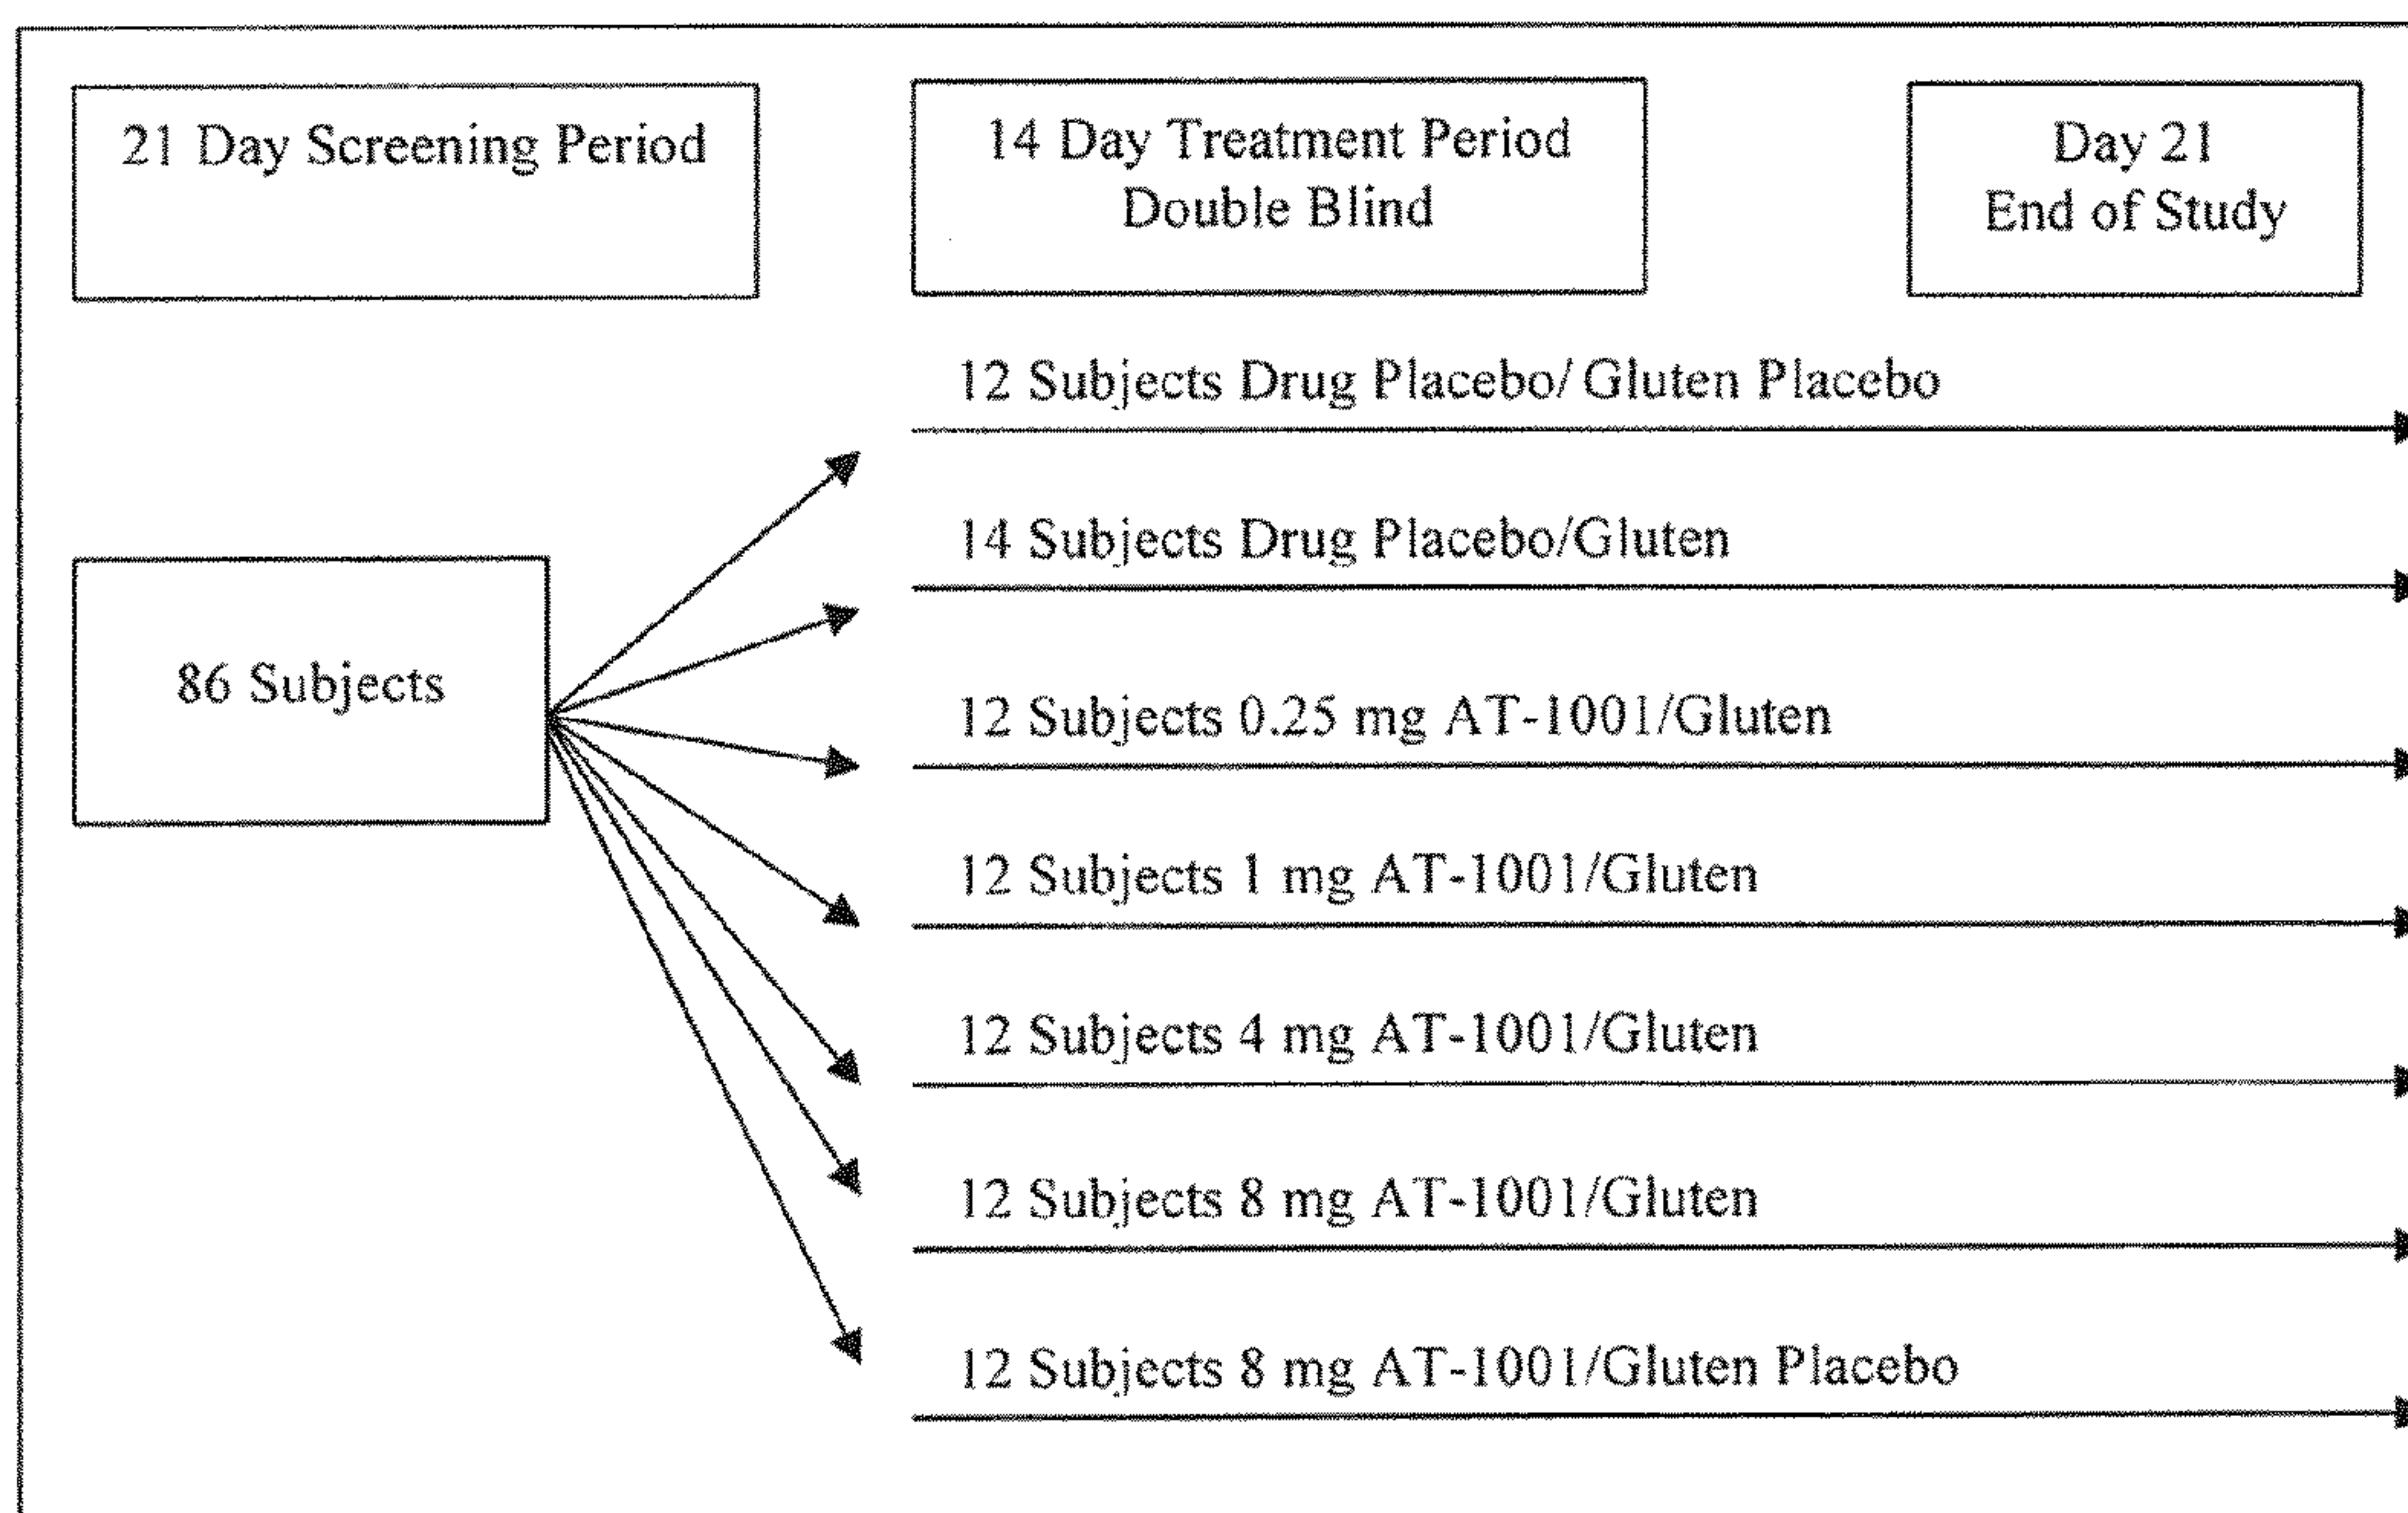 21 Day Screening Period
14 Day Treatment Period
Double Blind
Day 21
End of Study
12 Subjects Drug Placebo/ Gluten Placebo
14 Subjects Drug Placebo/Gluten
86 Subjects
12 Subjects 0.25 mg AT-1001/Gluten
12 Subjects 1 mg AT-1001/Gluten
12 Subjects 4 mg AT-1001/Gluten
12 Subjects 8 mg AT-1001/Gluten
12 Subjects 8 mg AT-1001/Gluten Placebo